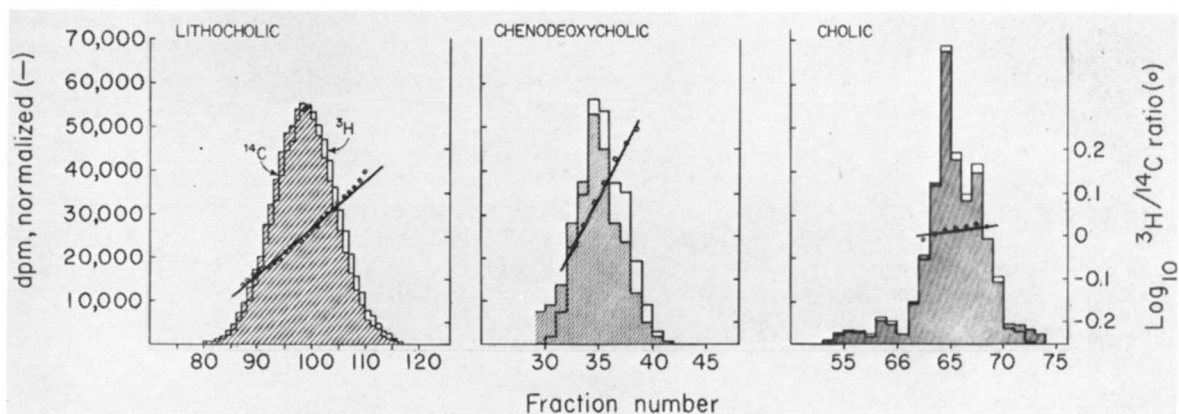 LITHOCHOLIC
CHENODEOXYCHOLIC
CHOLIC
dpm, normalized (—)
70,000
60,000
50,000
40,000
30,000
20,000
10,000
14C
3H
80 90 100 110 120
30 35 40 45
55 66 65 70 75
0.2
0.1
0
-0.1
-0.2
Log10 3H/14C ratio (o)
Fraction number